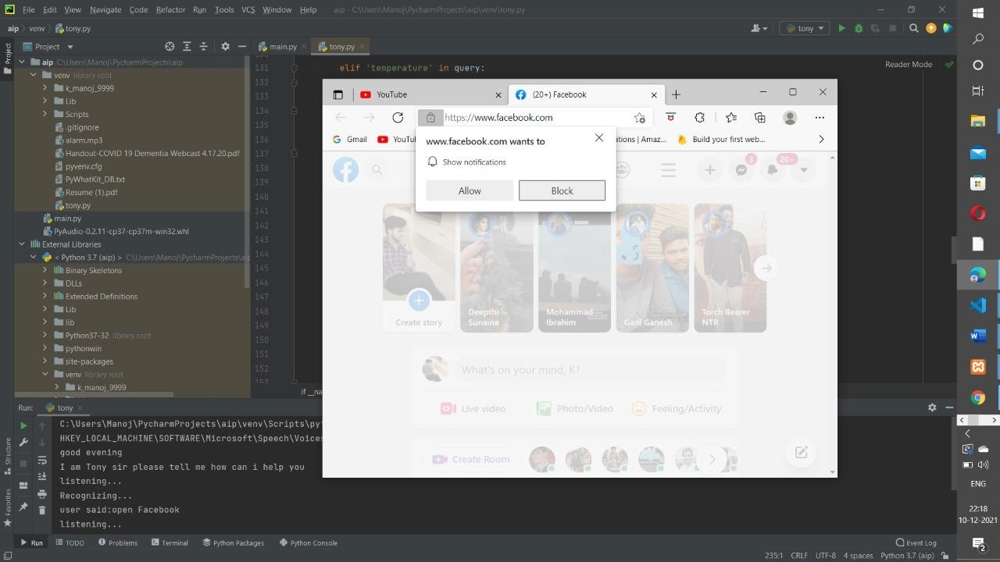 File Edit View Navigate Code Refactor Run Tools VCS Window Help aip - C:\Users\Manoj\PycharmProjects\aip\venv\tony.py
aip venv tony.py
tony
Project
main.py tony.py
Project
aip C:\Users\Manoj\PycharmProjects\aip
venv library root
k_manoj_9999
Lib
Scripts
.gitignore
alarm.mp3
Handout-COVID 19 Dementia Webcast 4.17.20.pdf
pyvenv.cfg
PyWhatKit_DB.txt
Resume (1).pdf
tony.py
main.py
PyAudio-0.2.11-cp37-cp37m-win32.whl
External Libraries
< Python 3.7 (aip) > C:\Users\Manoj\PycharmProjects\aip
Binary Skeletons
DLLs
Extended Definitions
Lib
lib
Python37-32 library root
pythonwin
site-packages
venv library root
k_manoj_9999
131 elif 'temperature' in query:
Reader Mode
132
133
134
135
136
137
138
139
140
141
142
143
144
145
146
147
148
149
150
151
152
153
if __na
YouTube
(20+) Facebook
https://www.facebook.com
Gmail
YouTu
ations | Amaz...
Build your first web...
www.facebook.com wants to
Show notifications
Allow Block
3
20+
Create story
Deepthi
Sunaina
Mohammad
Ibrahim
Gani Ganesh
Torch Bearer
NTR
What's on your mind, K?
Live video Photo/Video Feeling/Activity
Create Room
Run: tony
C:\Users\Manoj\PycharmProjects\aip\venv\Scripts\pyt
HKEY_LOCAL_MACHINE\SOFTWARE\Microsoft\Speech\Voices
good evening
I am Tony sir please tell me how can i help you
listening...
Recognizing...
user said:open Facebook
listening...
Structure
Favorites
Run TODO Problems Terminal Python Packages Python Console
Event Log
235:1 CRLF UTF-8 4 spaces Python 3.7 (aip)
ENG
22:18
10-12-2021
2